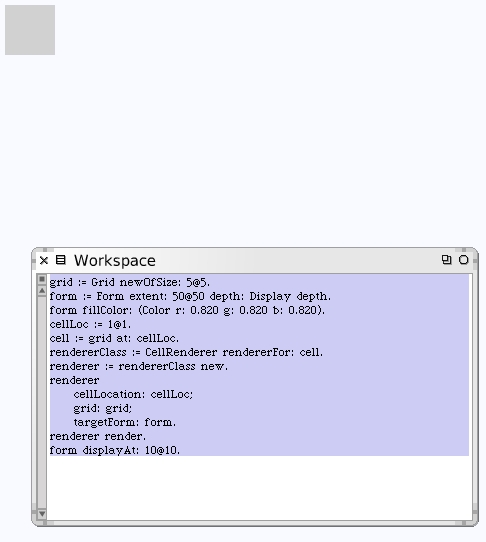 Workspace
grid := Grid newOfSize: 5@5.
form := Form extent: 50@50 depth: Display depth.
form fillColor: (Color r: 0.820 g: 0.820 b: 0.820).
cellLoc := 1@1.
cell := grid at: cellLoc.
rendererClass := CellRenderer rendererFor: cell.
renderer := rendererClass new.
renderer
cellLocation: cellLoc;
grid: grid;
targetForm: form.
renderer render.
form displayAt: 10@10.